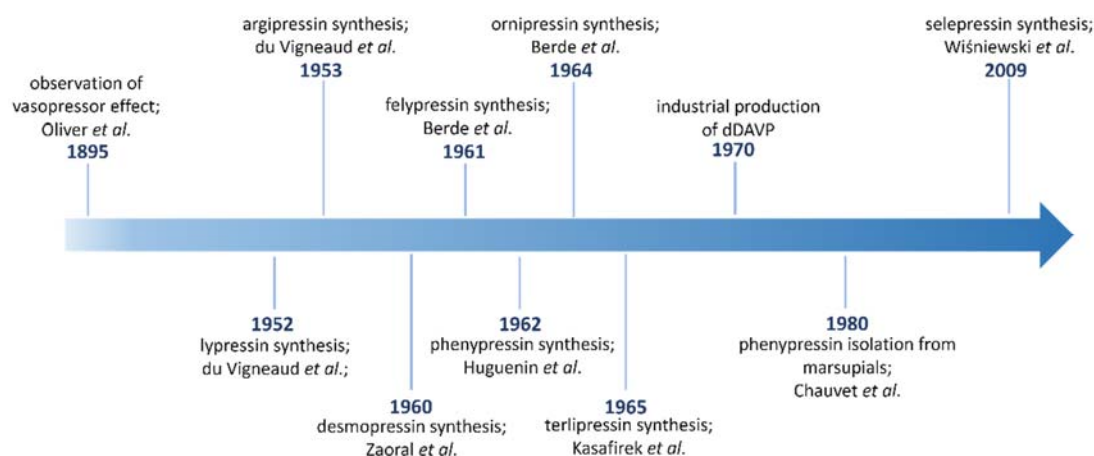 observation of
vasopressor effect;
Oliver et al.
1895
argipressin synthesis;
du Vigneaud et al.
1953
felypressin synthesis;
Berde et al.
1961
ornipressin synthesis;
Berde et al.
1964
industrial production
of dDAVP
1970
selepressin synthesis;
Wiśniewski et al.
2009
1952
lypressin synthesis;
du Vigneaud et al.;
1960
desmopressin synthesis;
Zaoral et al.
1962
phenypressin synthesis;
Huguenin et al.
1965
terlipressin synthesis;
Kasafirek et al.
1980
phenypressin isolation from
marsupials;
Chauvet et al.